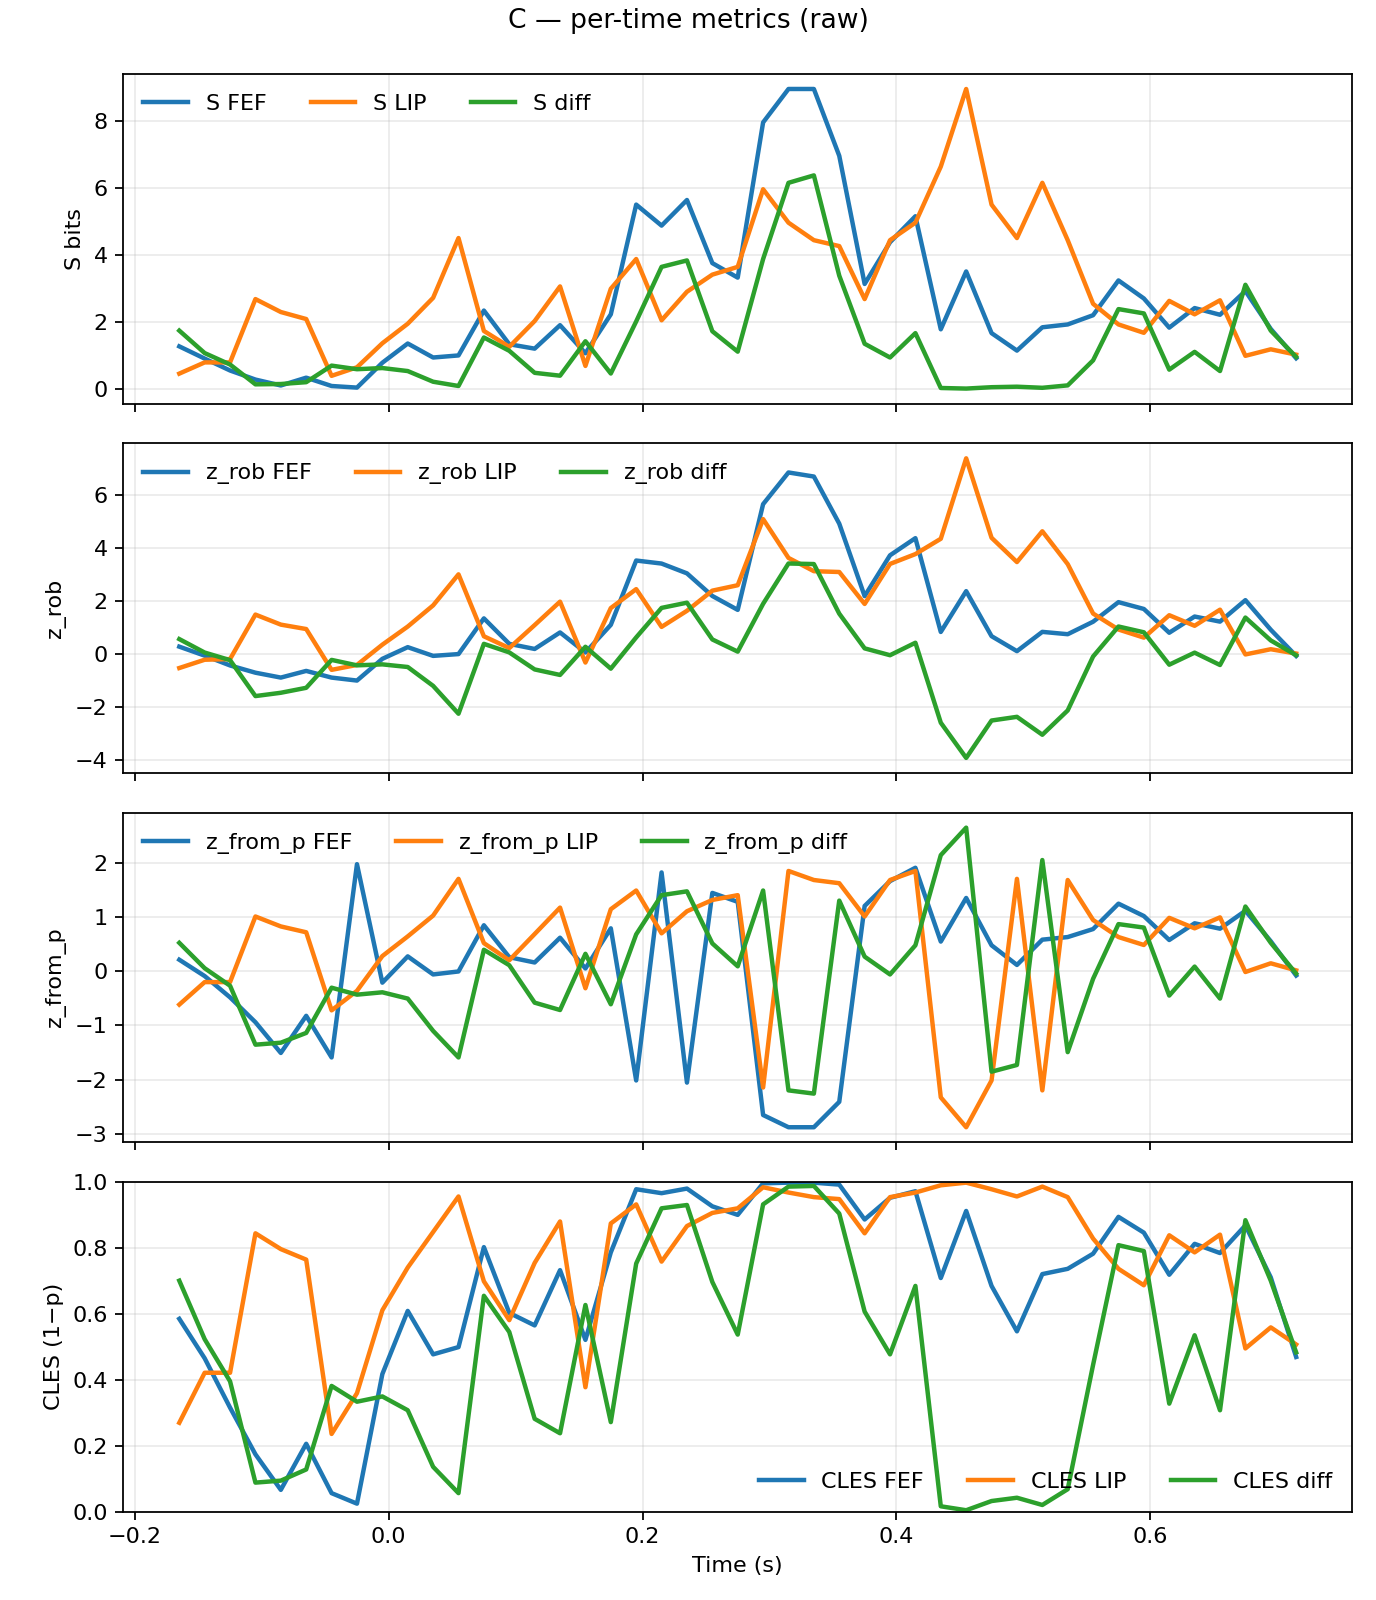 C — per-time metrics (raw)
S FEF S LIP S diff
8
6
4
2
0
S bits
z_rob FEF z_rob LIP z_rob diff
6
4
2
0
−2
−4
z_rob
z_from_p FEF z_from_p LIP z_from_p diff
2
1
0
−1
−2
−3
z_from_p
1.0
0.8
0.6
0.4
0.2
0.0
CLES (1−p)
CLES FEF CLES LIP CLES diff
−0.2 0.0 0.2 0.4 0.6
Time (s)